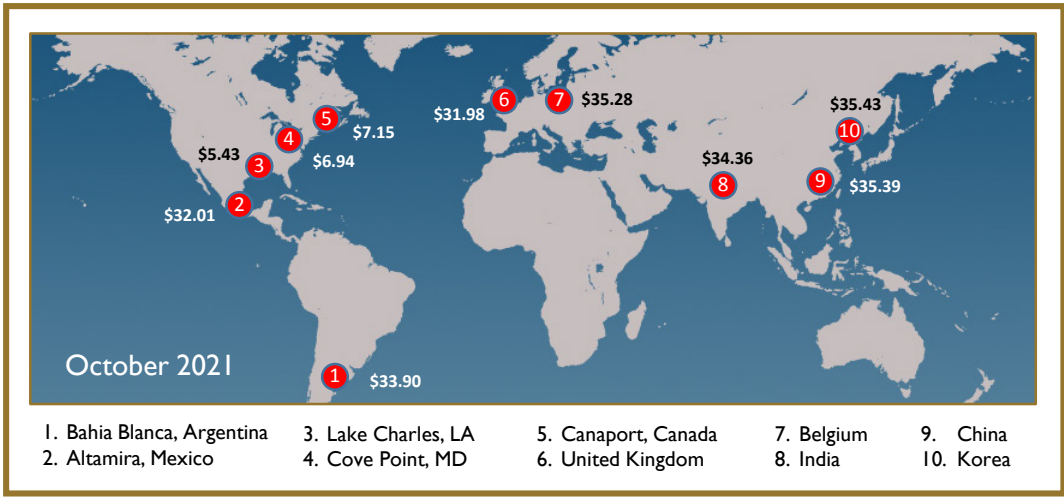 6
7
$35.28
$31.98
$35.43
10
5
$7.15
4
$6.94
$5.43
3
$34.36
8
9
$35.39
2
$32.01
October 2021
1
$33.90
1. Bahia Blanca, Argentina
2. Altamira, Mexico
3. Lake Charles, LA
4. Cove Point, MD
5. Canaport, Canada
6. United Kingdom
7. Belgium
8. India
9. China
10. Korea